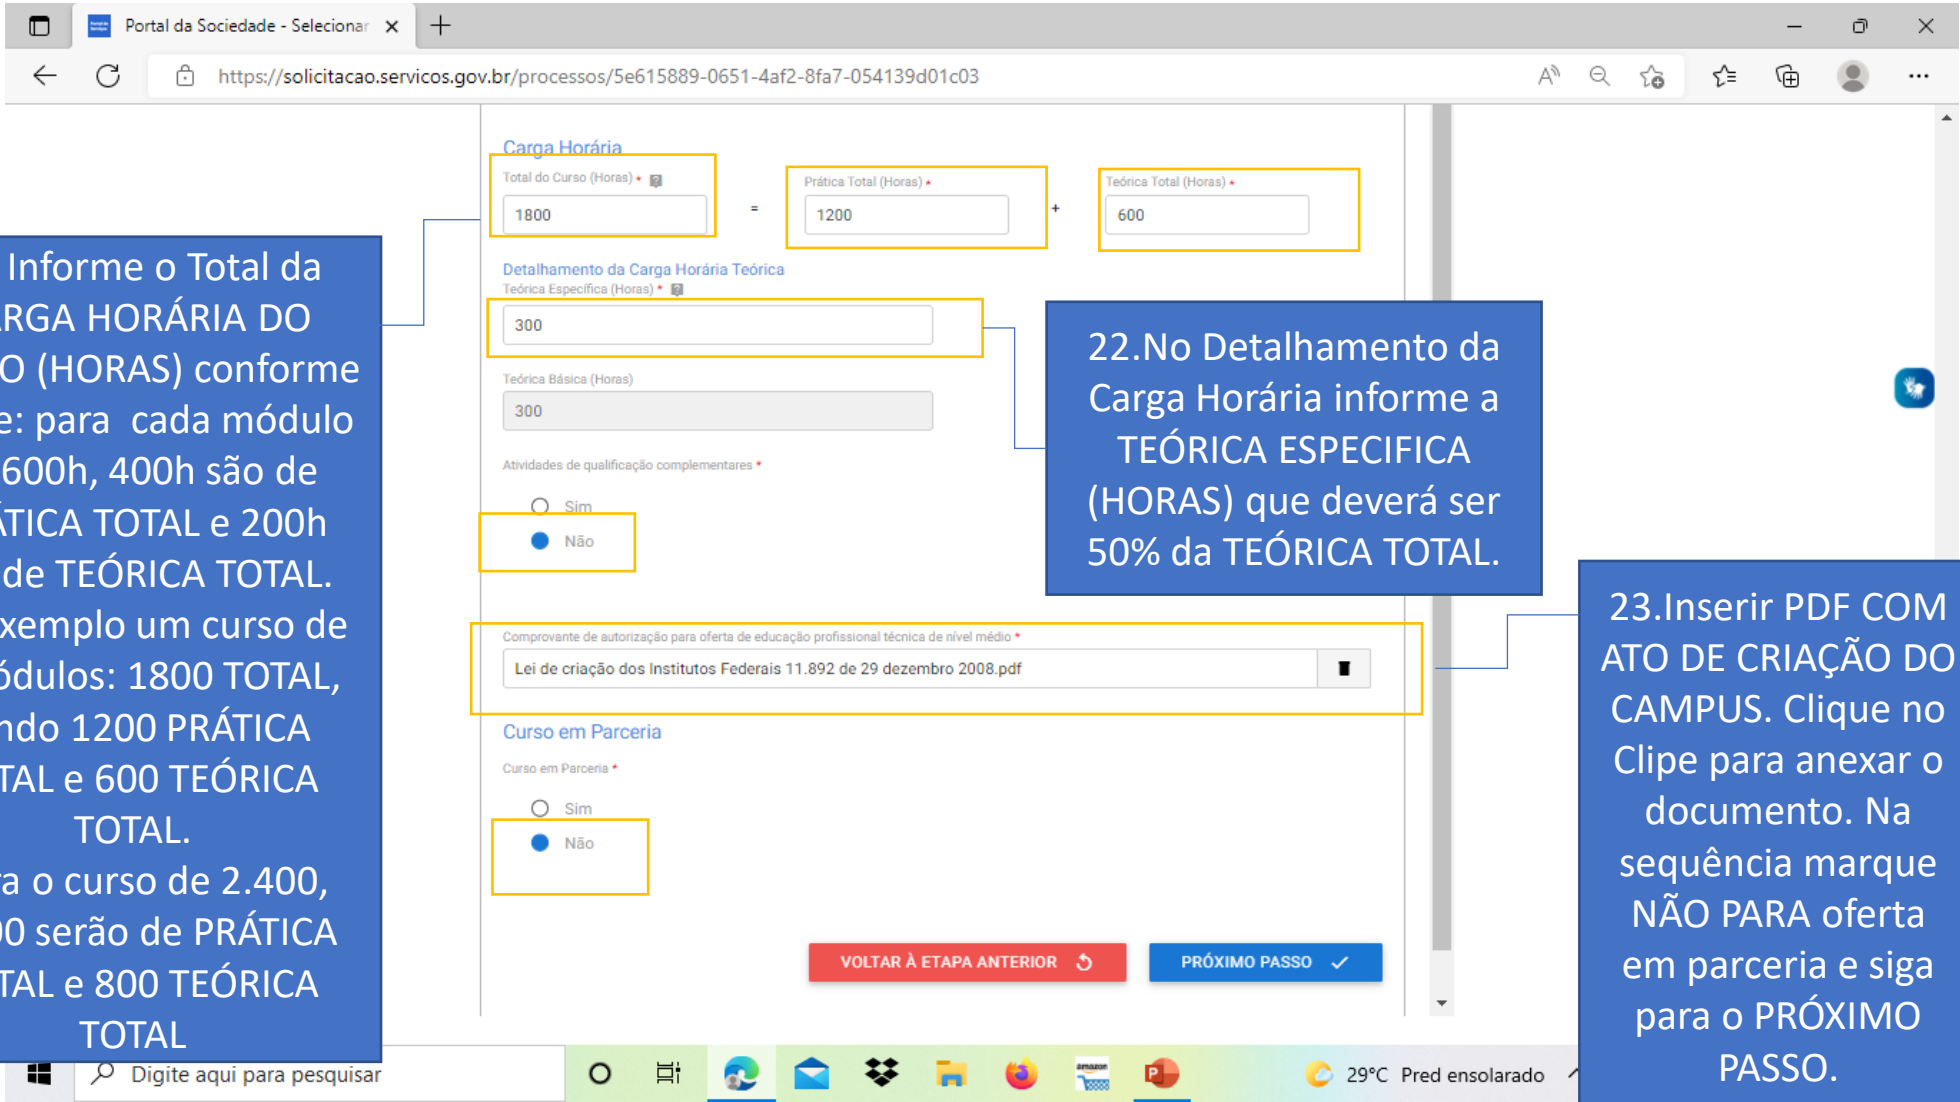 Portal da Sociedade - Selecionar
https://solicitacao.servicos.gov.br/processos/5e615889-0651-4af2-8fa7-054139d01c03
Carga Horária
Total do Curso (Horas) *
1800
=
Prática Total (Horas) *
1200
+
Teórica Total (Horas) *
600
Detalhamento da Carga Horária Teórica
Teórica Específica (Horas) *
300
Teórica Básica (Horas)
300
Atividades de qualificação complementares *
Sim
Não
Comprovante de autorização para oferta de educação profissional técnica de nível médio *
Lei de criação dos Institutos Federais 11.892 de 29 dezembro 2008.pdf
Curso em Parceria
Curso em Parceria *
Sim
Não
VOLTAR À ETAPA ANTERIOR
PRÓXIMO PASSO
Informe o Total da
HORÁRIA DO
(HORAS) conforme
para cada módulo
600h, 400h são de
TOTAL e 200h
de TEÓRICA TOTAL.
um curso de
1800 TOTAL,
1200 PRÁTICA
e 600 TEÓRICA
TOTAL.
o curso de 2.400,
serão de PRÁTICA
e 800 TEÓRICA
TOTAL
22.No Detalhamento da
Carga Horária informe a
TEÓRICA ESPECIFICA
(HORAS) que deverá ser
50% da TEÓRICA TOTAL.
23.Inserir PDF COM
ATO DE CRIAÇÃO DO
CAMPUS. Clique no
Clipe para anexar o
documento. Na
sequência marque
NÃO PARA oferta
em parceria e siga
para o PRÓXIMO
PASSO.
Digite aqui para pesquisar
amazon
29°C Pred ensolarado